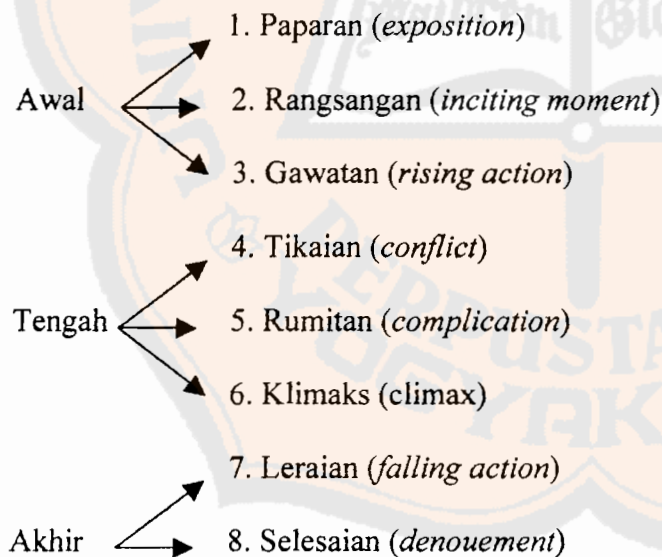 1. Paparan (exposition)
Awal 2. Rangsangan (inciting moment)
3. Gawatan (rising action)
4. Tikaian (conflict)
Tengah 5. Rumitan (complication)
6. Klimaks (climax)
7. Leraian (falling action)
Akhir 8. Selesaian (denouement)